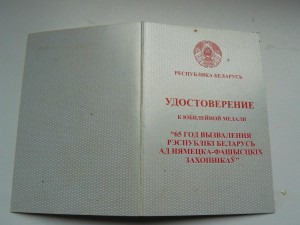 РЕСПУБЛИКА БЕЛАРУСЬ
УДОСТОВЕРЕНИЕ
К ЮБИЛЕЙНОЙ МЕДАЛИ
"65 ГОД ВЫЗВАЛЕННЯ
РЭСПУБЛІКІ БЕЛАРУСЬ
АД НЯМЕЦКА-ФАШЫСЦКІХ
ЗАХОПНІКАЎ"